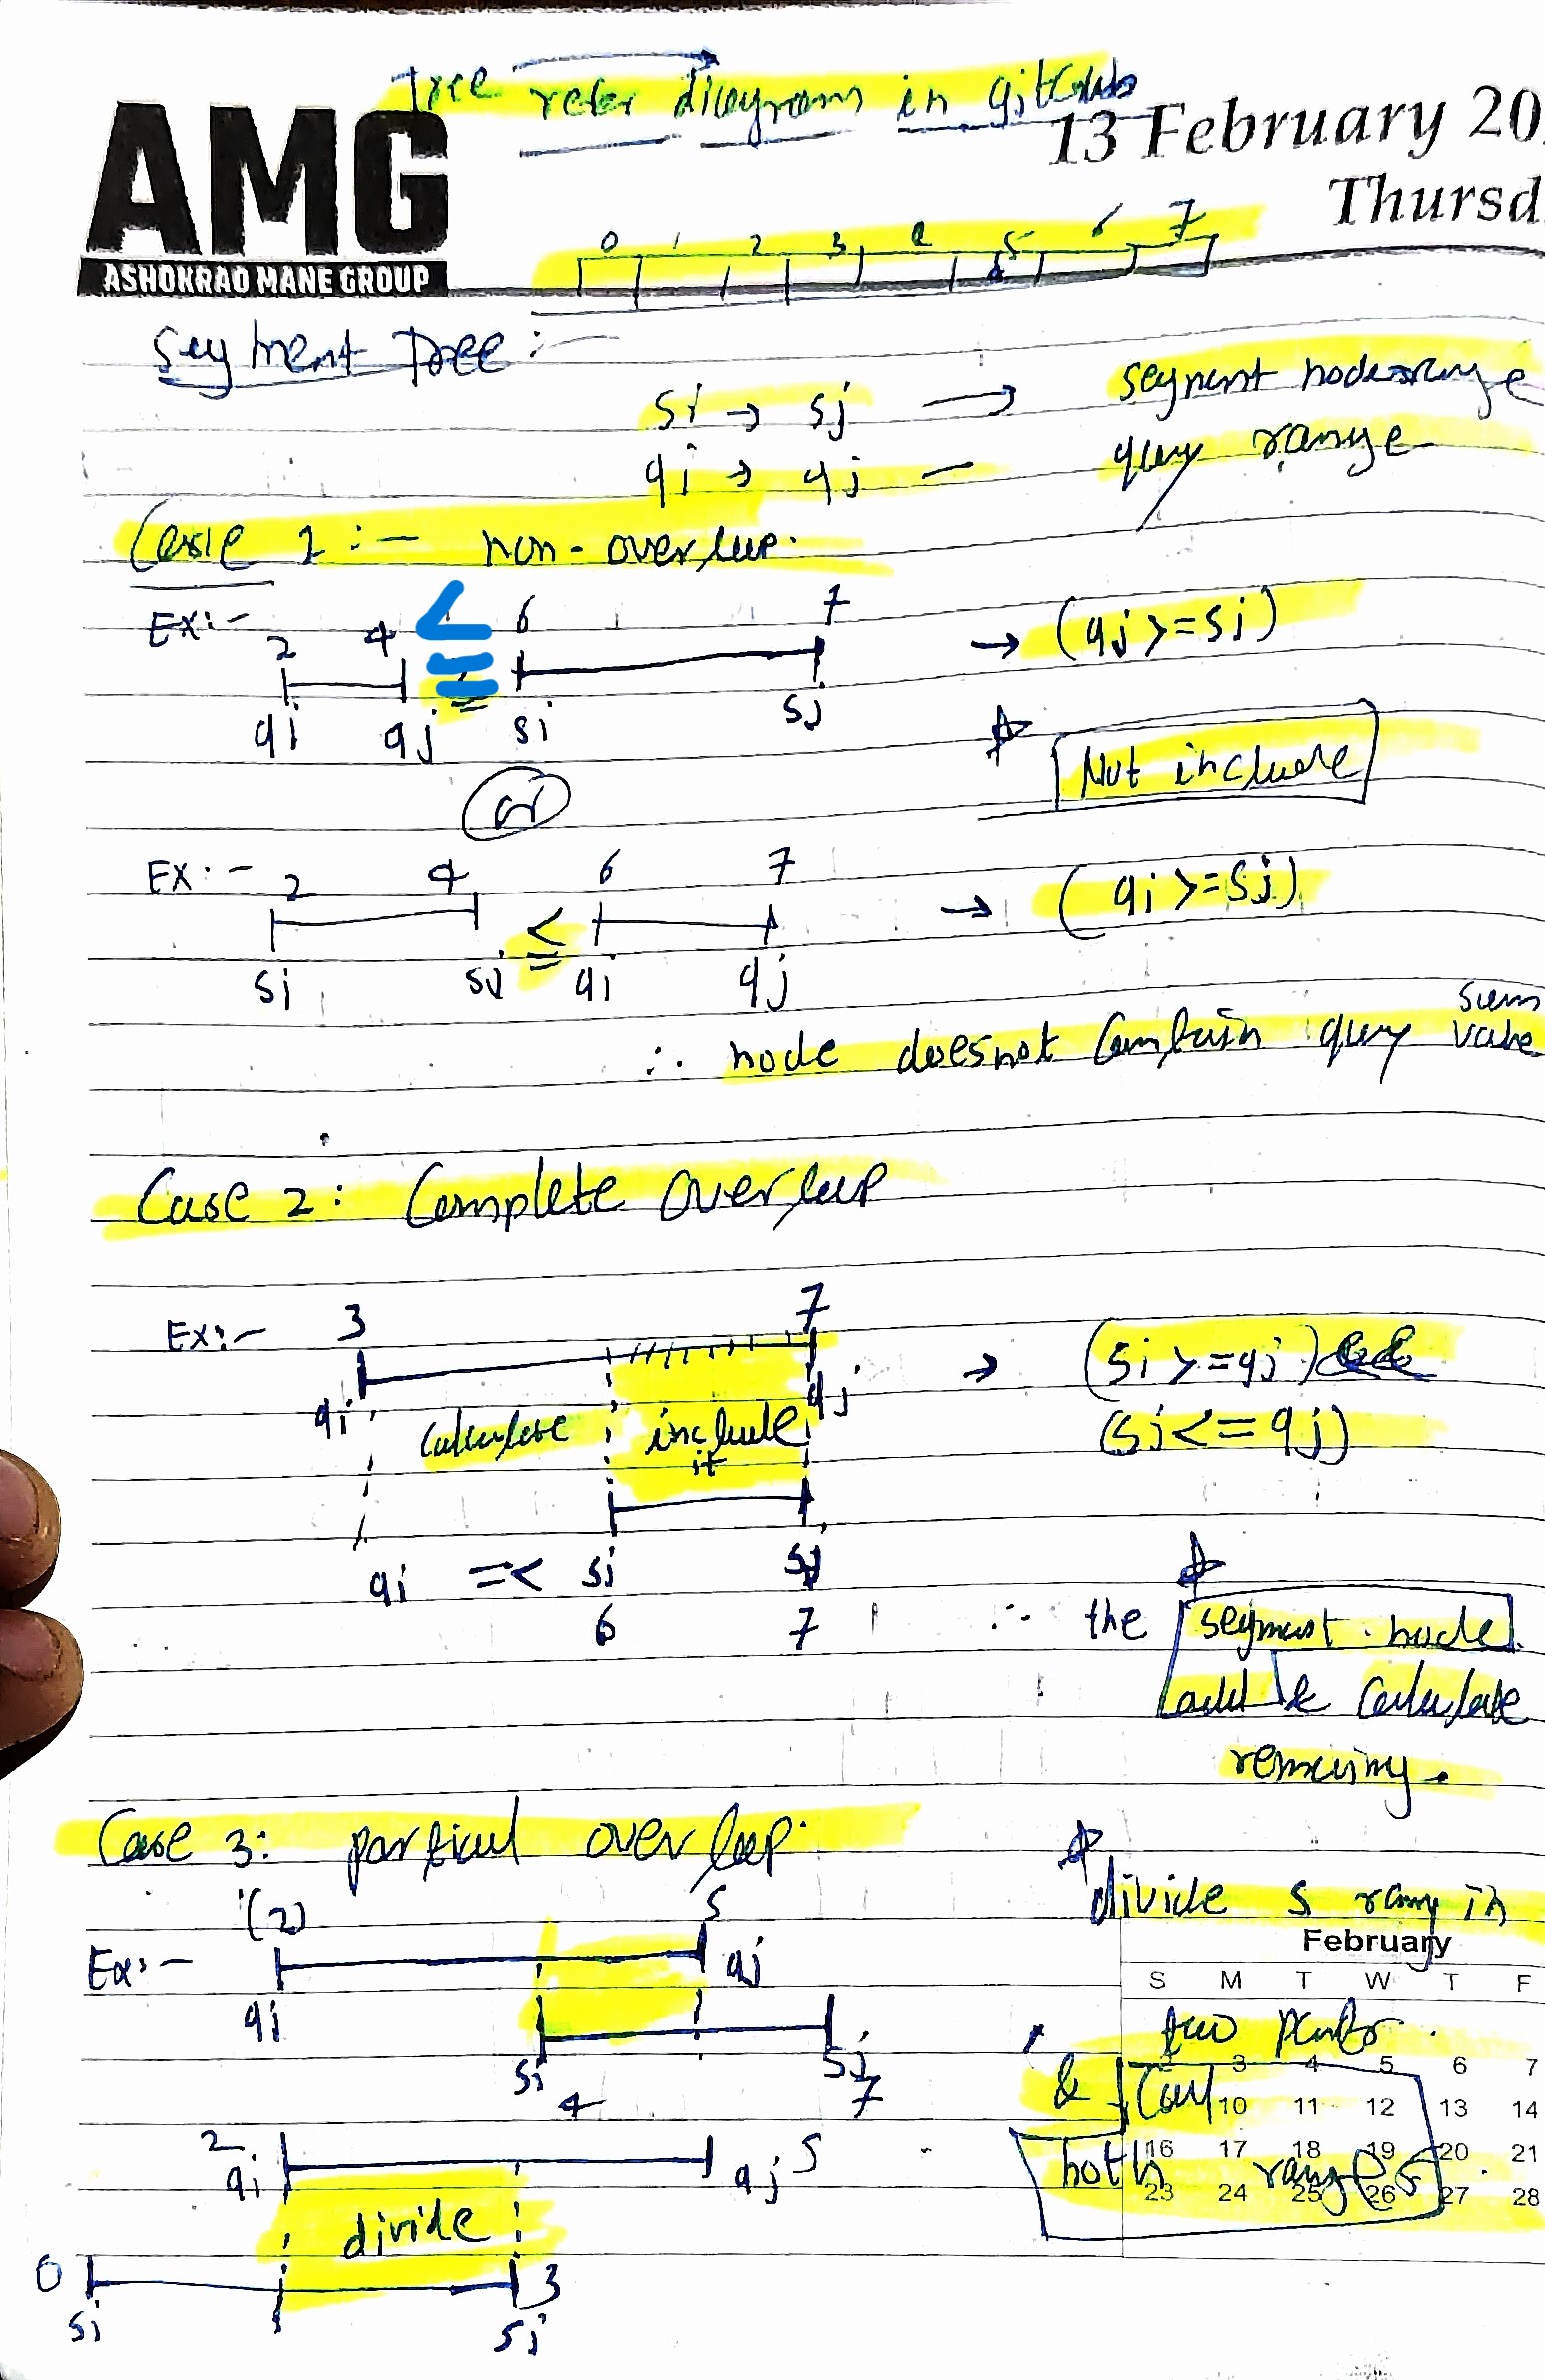 Tree refer diagrams in github
AMG
ASHOKRAO MANE GROUP
13 February 20
Thursd
0 1 2 3 4 5 6 7
Segment Tree :-
si → sj → segment node range
qi → qj - query range
Case 1 :- non-overlap.
Ex:- 2 4 < 6 7 → (qj >= si)
qi qj = si sj
Not include
or
Ex:- 2 4 6 7 → (qi >= sj)
si sj ≤ qi qj
∴ node doesnot Contain query sum value
Case 2: Complete overlap
Ex:- 3 7 → (si >= qi) &&
qi qj (sj <= qj)
calculate include it
qi =< si sj
6 7 ∴ the segment node
add & calculate
remaining.
Case 3: partial overlap.
divide s range in
Ex:- (2) 5
qi qj
si sj
4 7
two parts.
& Call
both ranges
2 qi qj 5
divide
0 3
si sj
February
S M T W T F
2 3 4 5 6 7
10 11 12 13 14
16 17 18 19 20 21
23 24 25 26 27 28